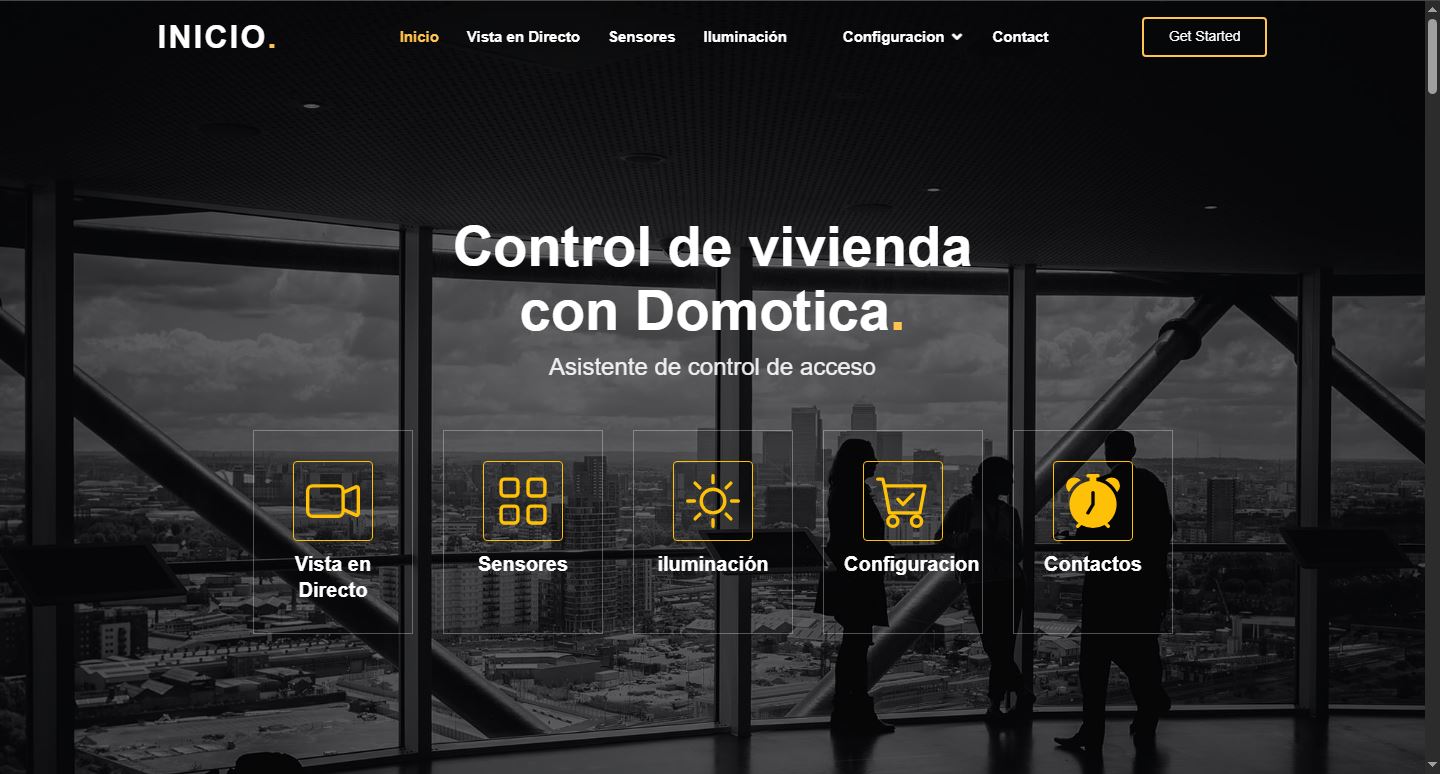 INICIO.
Inicio
Vista en Directo
Sensores
Iluminación
Configuracion
Contact
Get Started
Control de vivienda
con Domotica.
Asistente de control de acceso
Vista en
Directo
Sensores
iluminación
Configuracion
Contactos